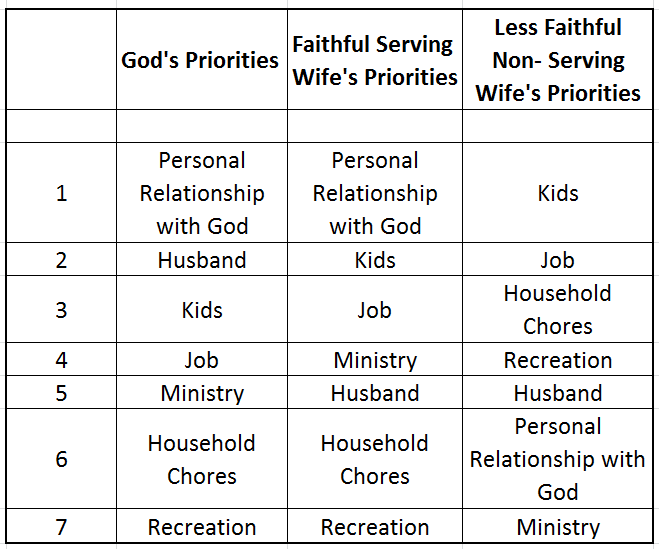 God's Priorities
Faithful Serving
Wife's Priorities
Less Faithful
Non- Serving
Wife's Priorities
1
Personal
Relationship
with God
Personal
Relationship
with God
Kids
2
Husband
Kids
Job
3
Kids
Job
Household
Chores
4
Job
Ministry
Recreation
5
Ministry
Husband
Husband
6
Household
Chores
Household
Chores
Personal
Relationship with
God
7
Recreation
Recreation
Ministry